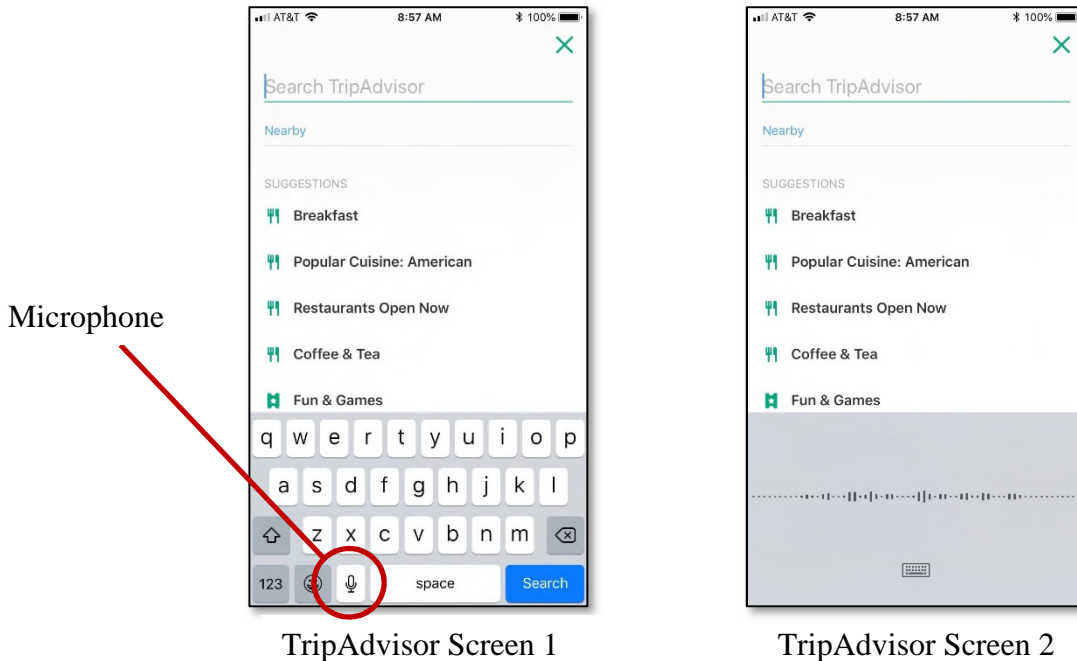 AT&T 8:57 AM 100%
Search TripAdvisor
Nearby
SUGGESTIONS
Breakfast
Popular Cuisine: American
Restaurants Open Now
Coffee & Tea
Fun & Games
q w e r t y u i o p
a s d f g h j k l
z x c v b n m
123 space Search
Microphone
TripAdvisor Screen 1
AT&T 8:57 AM 100%
Search TripAdvisor
Nearby
SUGGESTIONS
Breakfast
Popular Cuisine: American
Restaurants Open Now
Coffee & Tea
Fun & Games
TripAdvisor Screen 2